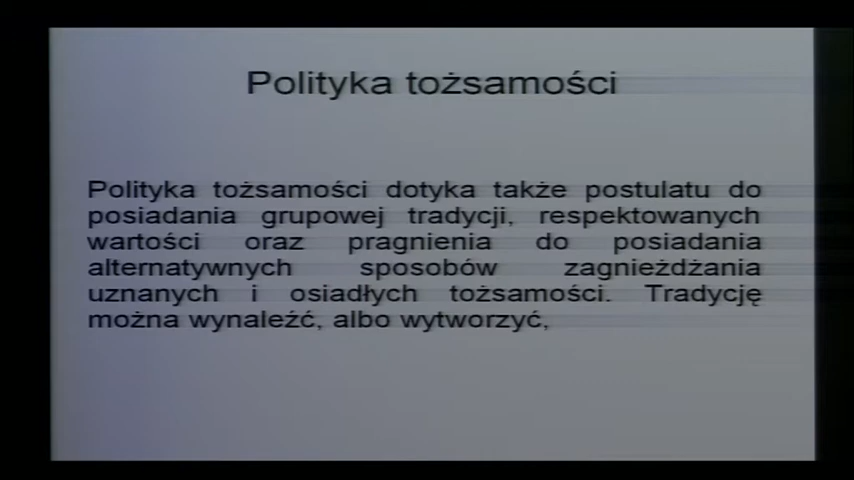 Polityka tożsamości
Polityka tożsamości dotyka także postulatu do
posiadania grupowej tradycji, respektowanych
wartości oraz pragnienia do posiadania
alternatywnych sposobów zagnieżdżania
uznanych i osiadłych tożsamości. Tradycję
można wynaleźć, albo wytworzyć,